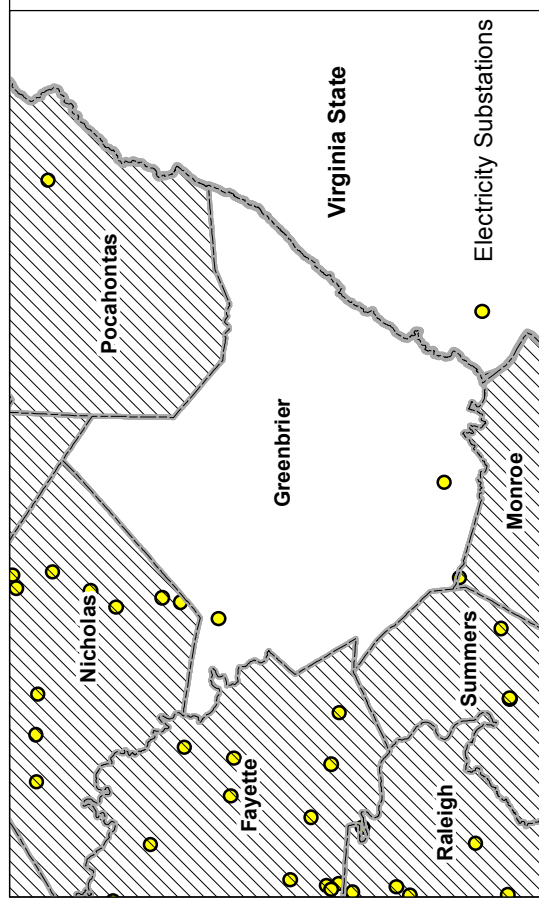 Pocahontas
Virginia State
Electricity Substations
Greenbrier
Nicholas
Monroe
Summers
Fayette
Raleigh